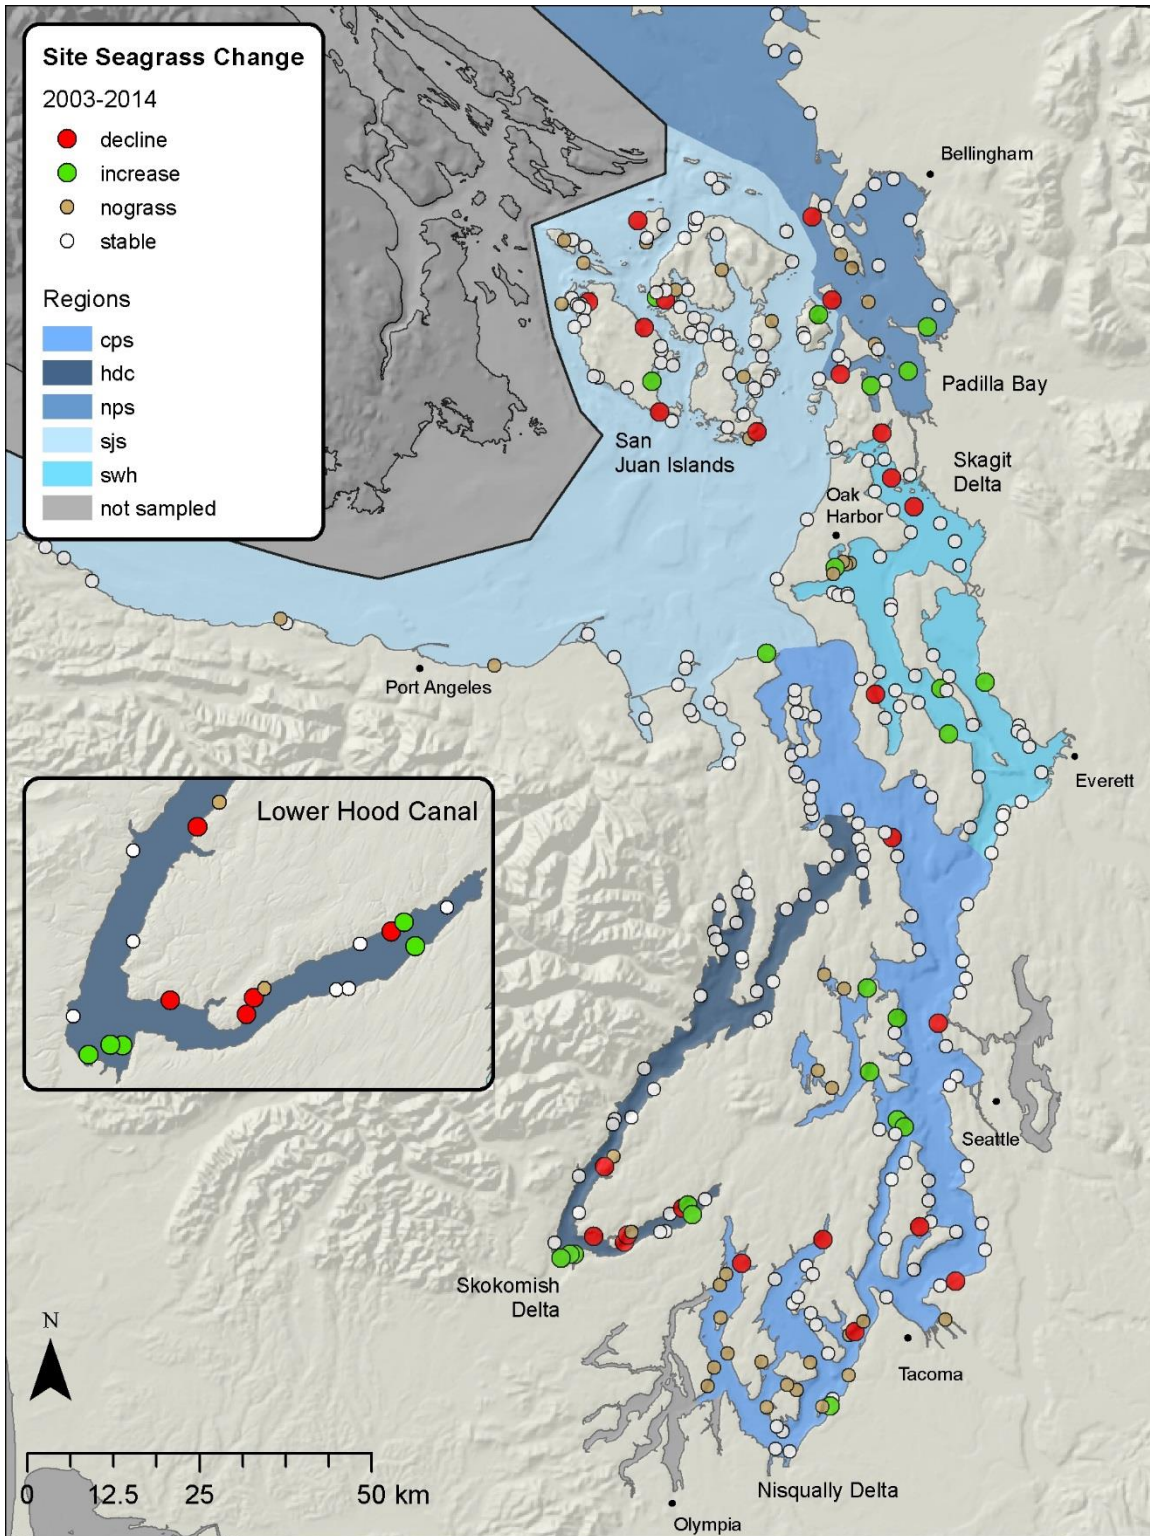 Site Seagrass Change
2003-2014
decline
increase
nograss
stable
Regions
cps
hdc
nps
sjs
swh
not sampled
Bellingham
Padilla Bay
San
Juan Islands
Skagit
Delta
Oak
Harbor
Port Angeles
Everett
Lower Hood Canal
Seattle
Skokomish
Delta
N
Tacoma
0 12.5 25 50 km
Nisqually Delta
Olympia